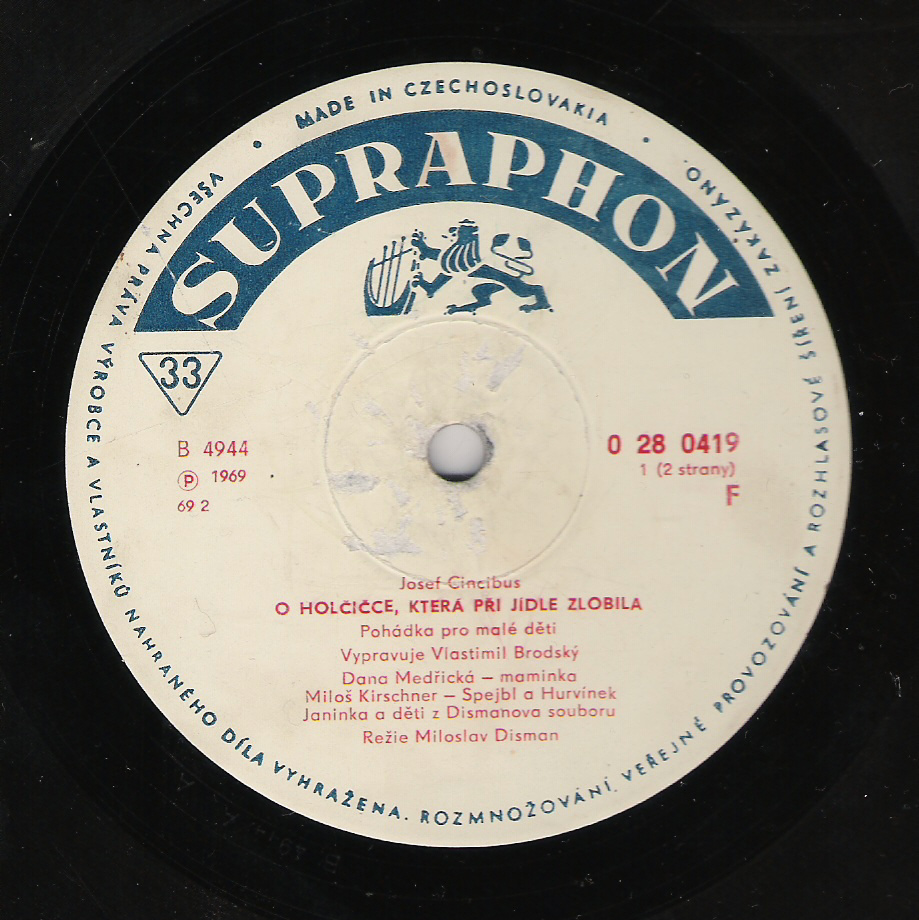 MADE IN CZECHOSLOVAKIA
SUPRAPHON
33
B 4944
Ⓟ 1969
69 2
0 28 0419
1 (2 strany)
F
Josef Cincibus
O HOLČIČCE, KTERÁ PŘI JÍDLE ZLOBILA
Pohádka pro malé děti
Vypravuje Vlastimil Brodský
Dana Medřická – maminka
Miloš Kirschner – Spejbl a Hurvínek
Janinka a děti z Dismanova souboru
Režie Miloslav Disman
VŠECHNA PRÁVA VÝROBCE A VLASTNÍKŮ NAHRANÉHO DÍLA VYHRAŽENA. ROZMNOŽOVÁNÍ, VEŘEJNÉ PROVOZOVÁNÍ A ROZHLASOVÉ ŠÍŘENÍ ZAKÁZÁNO.